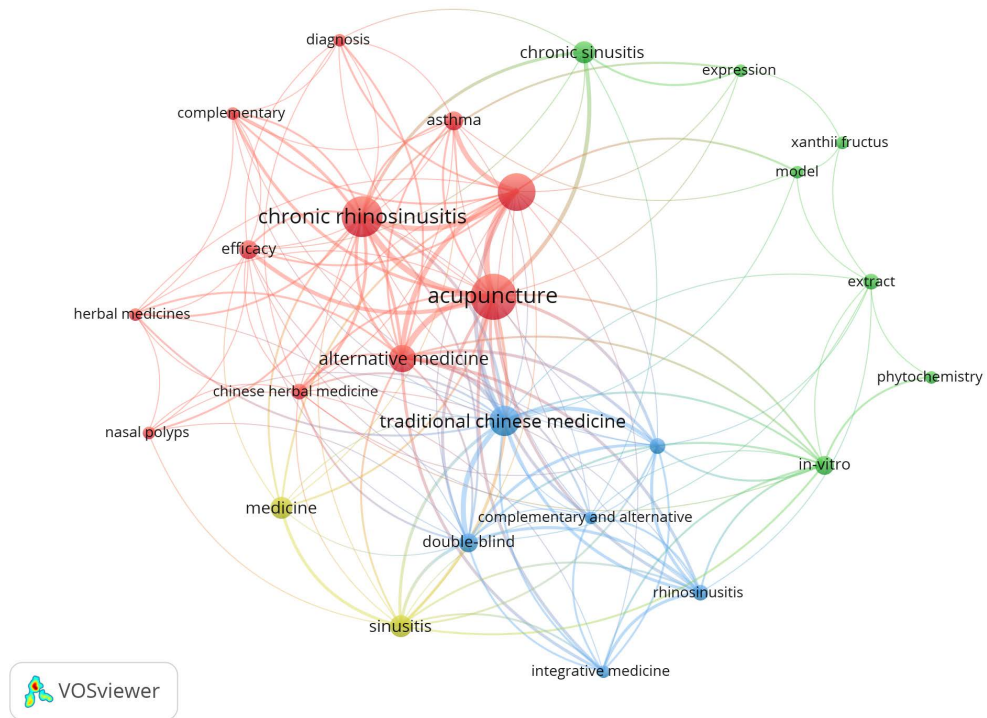 diagnosis
chronic sinusitis
expression
complementary
asthma
xanthii fructus
model
chronic rhinosinusitis
efficacy
extract
acupuncture
herbal medicines
alternative medicine
phytochemistry
chinese herbal medicine
traditional chinese medicine
nasal polyps
in-vitro
medicine
complementary and alternative
double-blind
rhinosinusitis
sinusitis
integrative medicine
VOSviewer